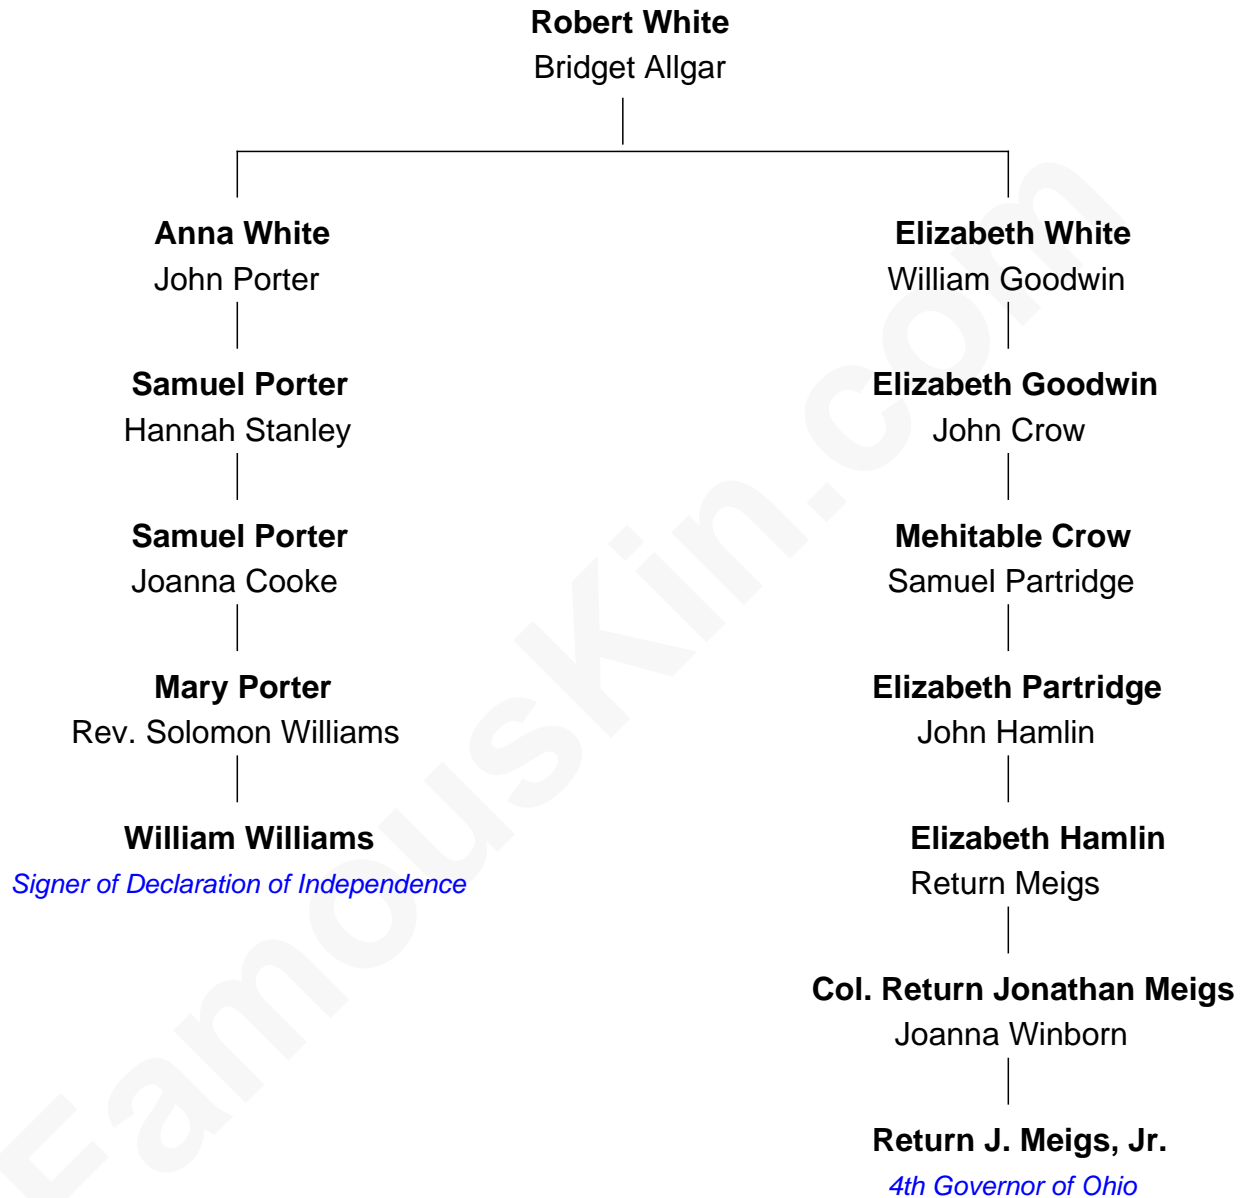 Robert White
Bridget Allgar
Anna White
John Porter
Samuel Porter
Hannah Stanley
Samuel Porter
Joanna Cooke
Mary Porter
Rev. Solomon Williams
William Williams
Signer of Declaration of Independence
Elizabeth White
William Goodwin
Elizabeth Goodwin
John Crow
Mehitable Crow
Samuel Partridge
Elizabeth Partridge
John Hamlin
Elizabeth Hamlin
Return Meigs
Col. Return Jonathan Meigs
Joanna Winborn
Return J. Meigs, Jr.
4th Governor of Ohio
FamousKin.com